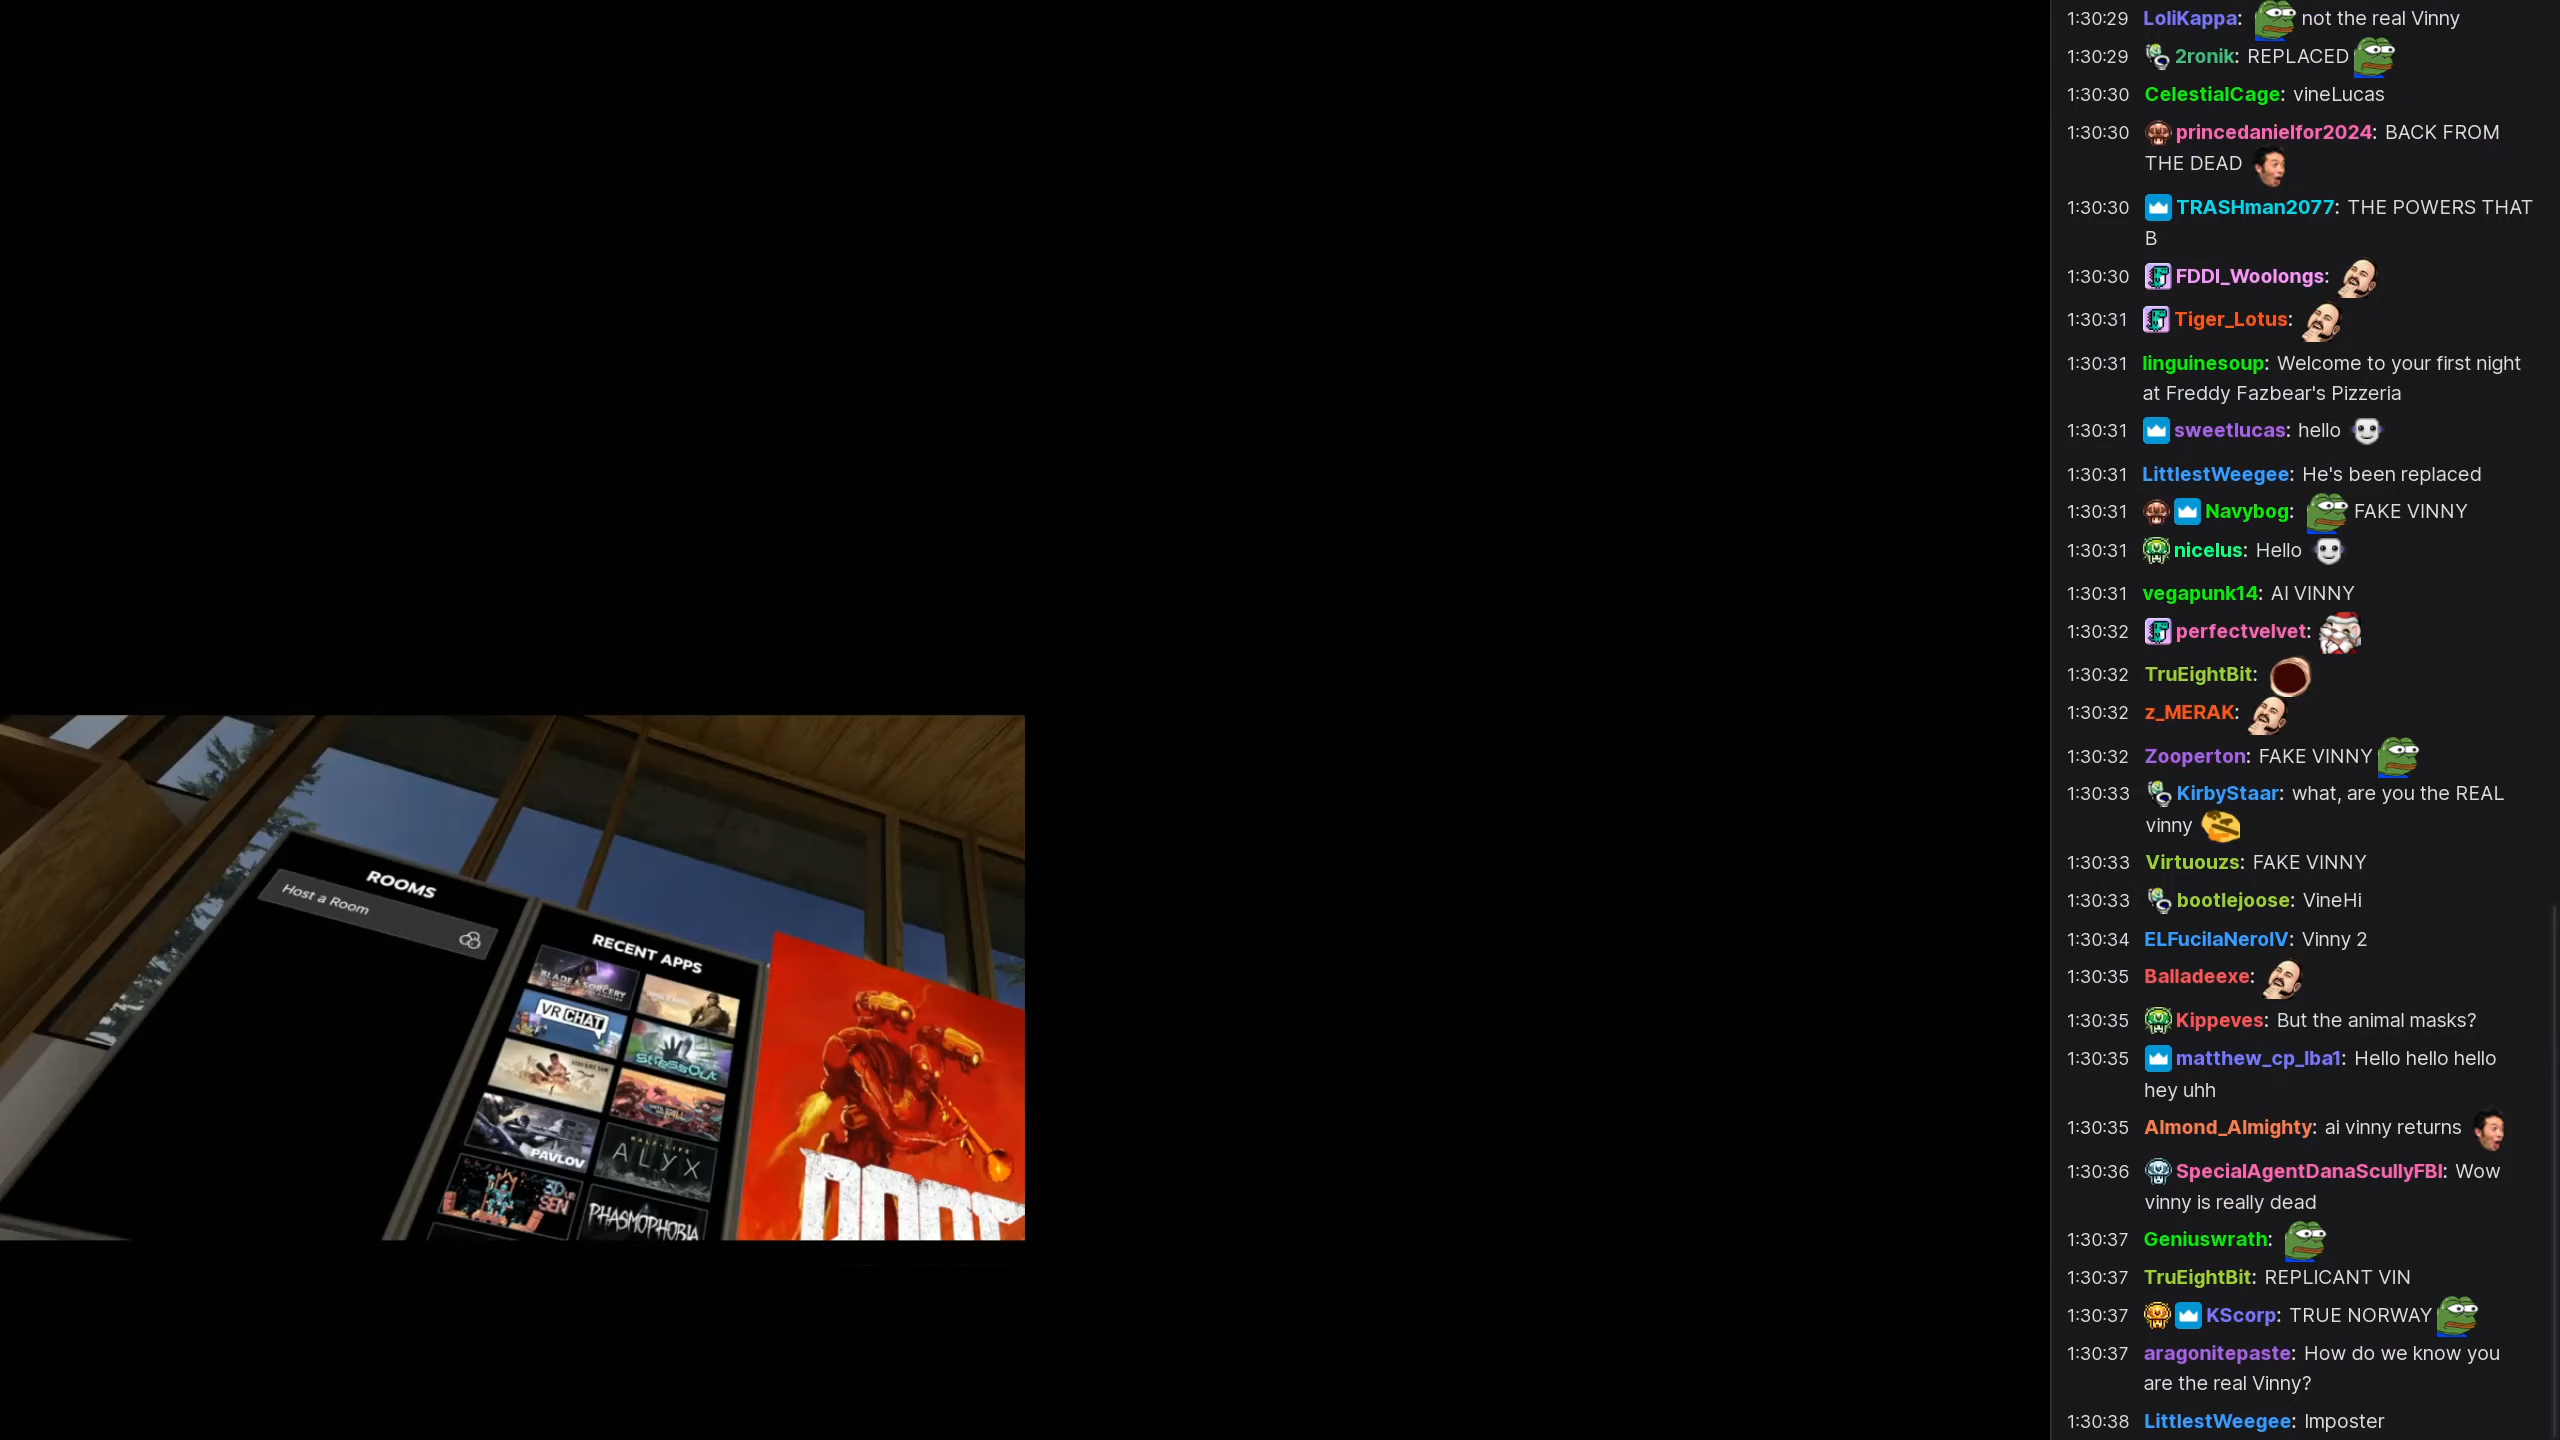 ROOMS
Host a Room
RECENT APPS
BLADE & SORCERY
VR CHAT
STRESSOUT
PAVLOV
HALF-LIFE
ALYX
3D SEN
PHASMOPHOBIA
1:30:29 LoliKappa: not the real Vinny
1:30:29 2ronik: REPLACED
1:30:30 CelestialCage: vineLucas
1:30:30 princedanielfor2024: BACK FROM
THE DEAD
1:30:30 TRASHman2077: THE POWERS THAT
B
1:30:30 FDDI_Woolongs:
1:30:31 Tiger_Lotus:
1:30:31 linguinesoup: Welcome to your first night
at Freddy Fazbear's Pizzeria
1:30:31 sweetlucas: hello
1:30:31 LittlestWeegee: He's been replaced
1:30:31 Navybog: FAKE VINNY
1:30:31 nicelus: Hello
1:30:31 vegapunk14: AI VINNY
1:30:32 perfectvelvet:
1:30:32 TruEightBit:
1:30:32 z_MERAK:
1:30:32 Zooperton: FAKE VINNY
1:30:33 KirbyStaar: what, are you the REAL
vinny
1:30:33 Virtuouzs: FAKE VINNY
1:30:33 bootlejoose: VineHi
1:30:34 ELFucilaNeroIV: Vinny 2
1:30:35 Balladeexe:
1:30:35 Kippeves: But the animal masks?
1:30:35 matthew_cp_lba1: Hello hello hello
hey uhh
1:30:35 Almond_Almighty: ai vinny returns
1:30:36 SpecialAgentDanaScullyFBI: Wow
vinny is really dead
1:30:37 Geniuswrath:
1:30:37 TruEightBit: REPLICANT VIN
1:30:37 KScorp: TRUE NORWAY
1:30:37 aragonitepaste: How do we know you
are the real Vinny?
1:30:38 LittlestWeegee: Imposter